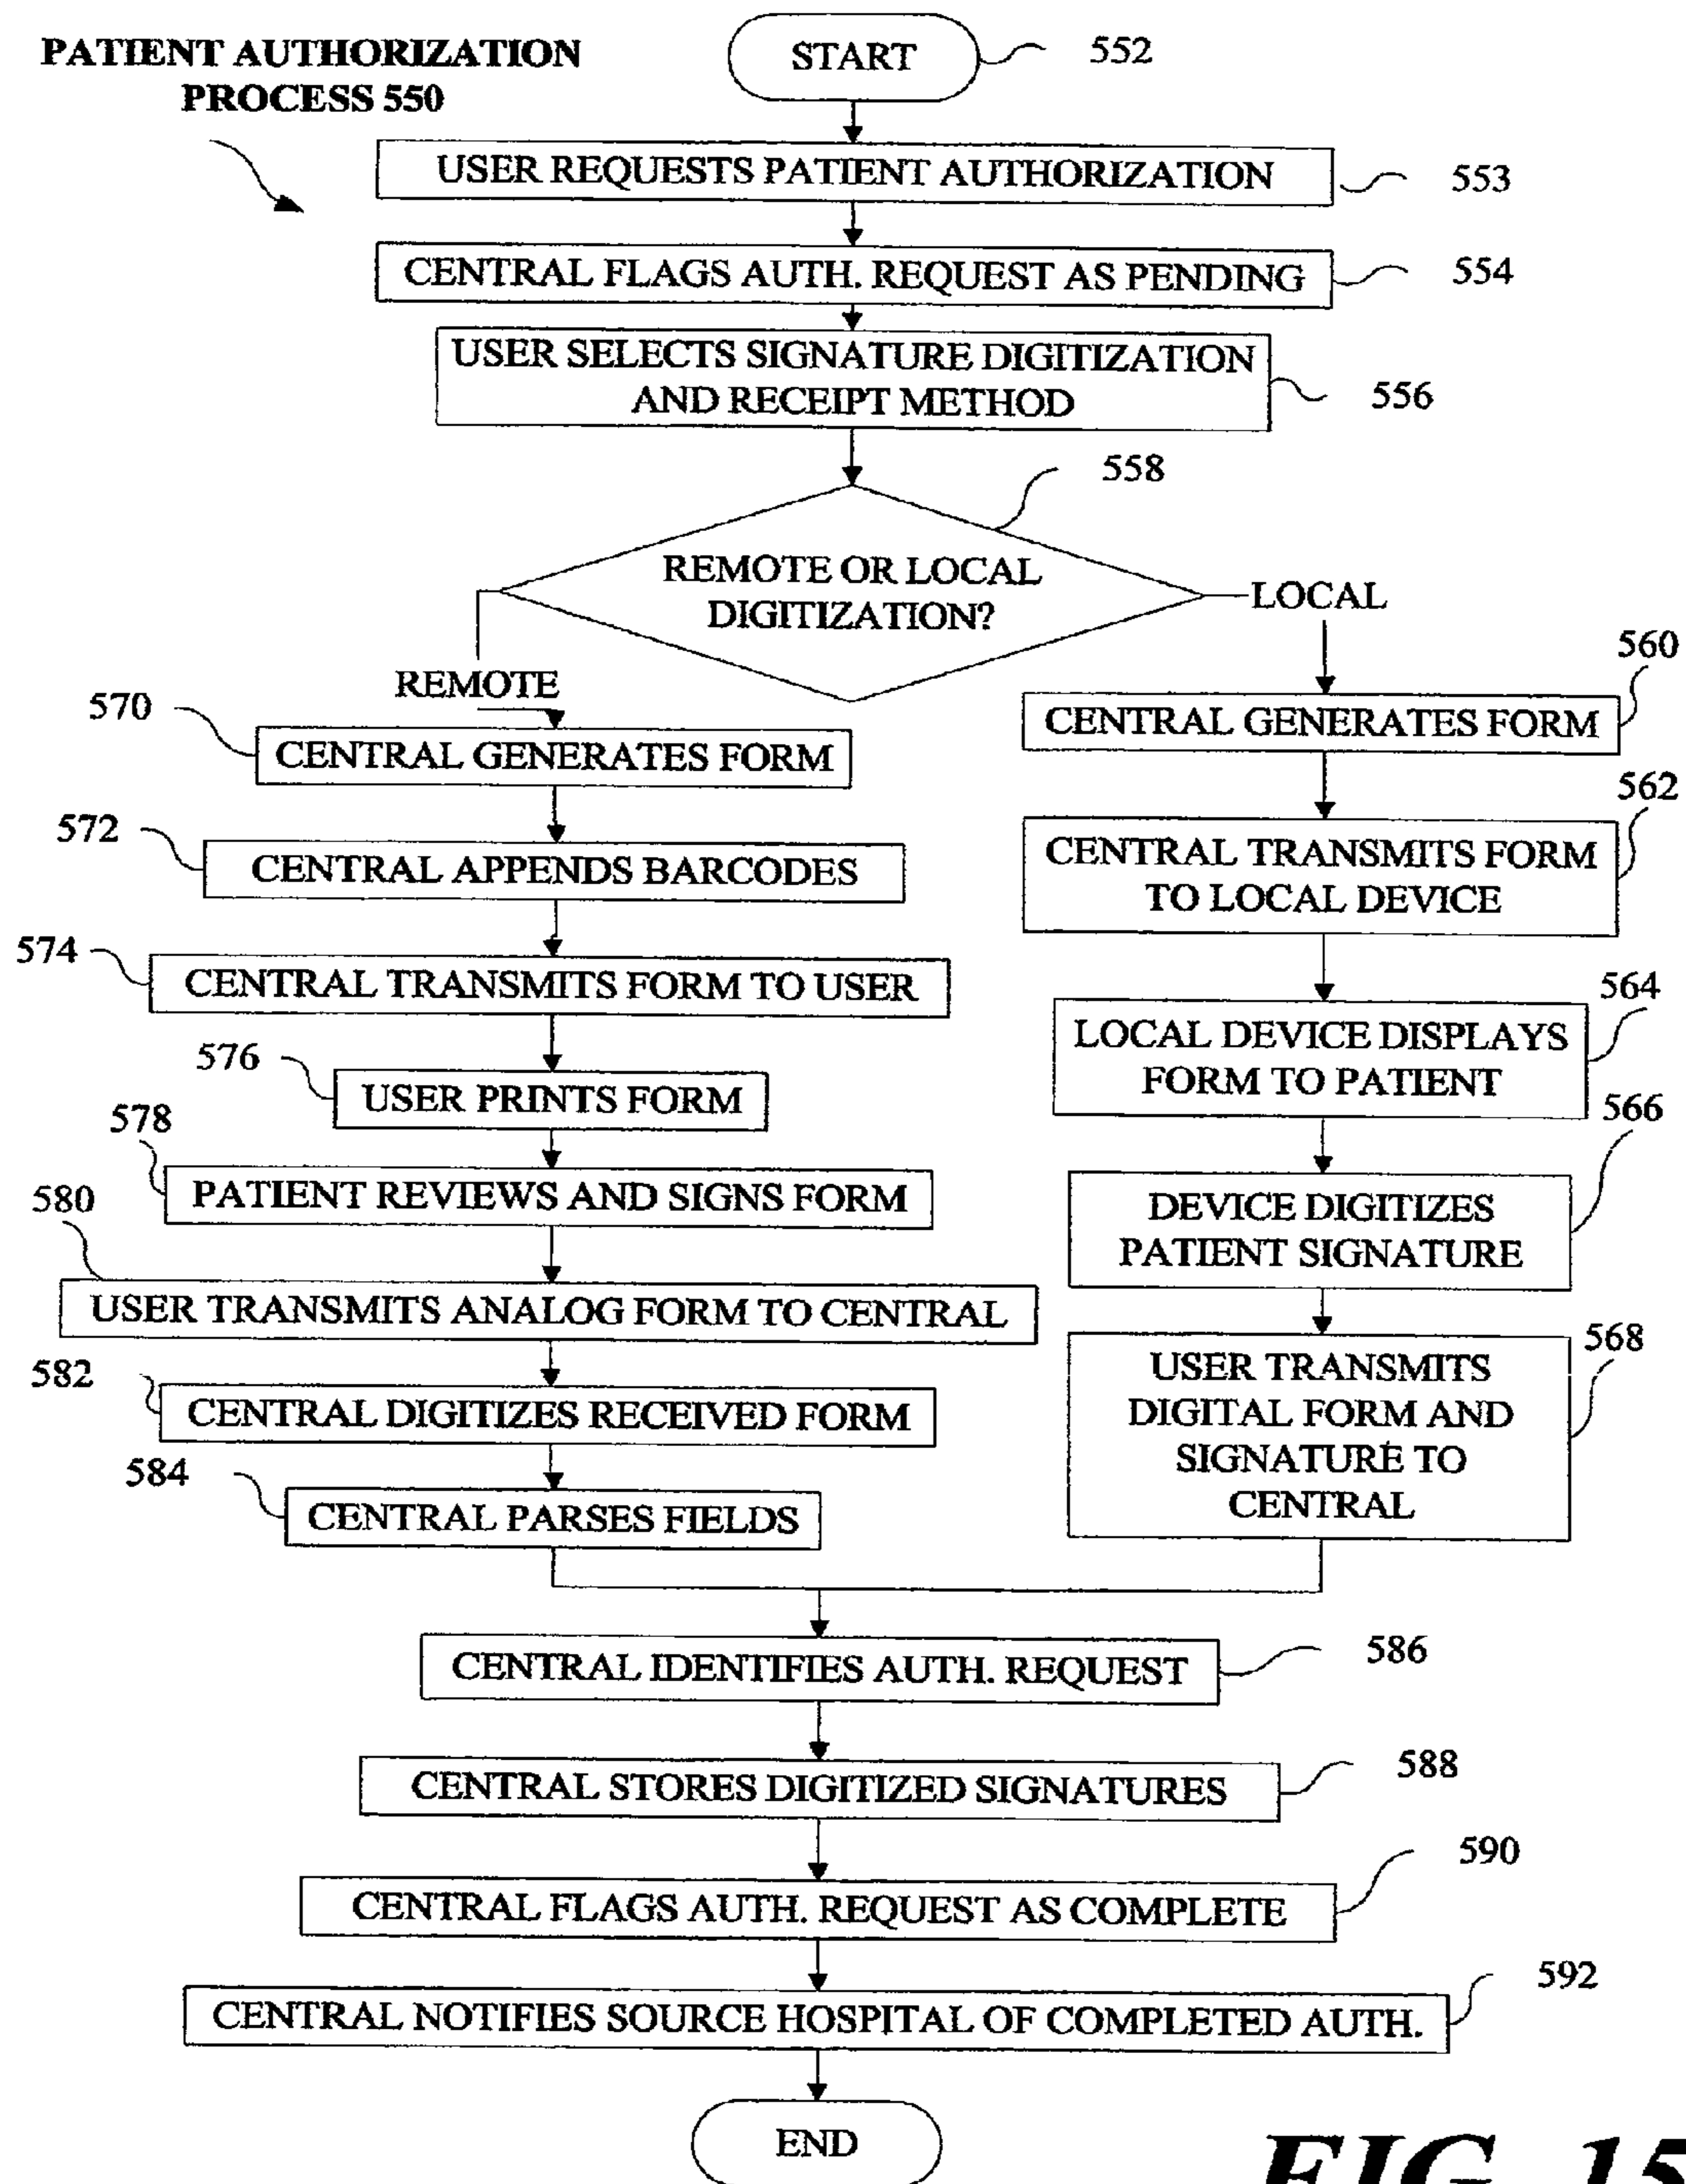 PATIENT AUTHORIZATION
PROCESS 550
START
552
USER REQUESTS PATIENT AUTHORIZATION
553
CENTRAL FLAGS AUTH. REQUEST AS PENDING
554
USER SELECTS SIGNATURE DIGITIZATION
AND RECEIPT METHOD
556
558
REMOTE OR LOCAL
DIGITIZATION?
LOCAL
REMOTE
560
CENTRAL GENERATES FORM
562
CENTRAL TRANSMITS FORM
TO LOCAL DEVICE
564
LOCAL DEVICE DISPLAYS
FORM TO PATIENT
566
DEVICE DIGITIZES
PATIENT SIGNATURE
568
USER TRANSMITS
DIGITAL FORM AND
SIGNATURE TO
CENTRAL
570
CENTRAL GENERATES FORM
572
CENTRAL APPENDS BARCODES
574
CENTRAL TRANSMITS FORM TO USER
576
USER PRINTS FORM
578
PATIENT REVIEWS AND SIGNS FORM
580
USER TRANSMITS ANALOG FORM TO CENTRAL
582
CENTRAL DIGITIZES RECEIVED FORM
584
CENTRAL PARSES FIELDS
CENTRAL IDENTIFIES AUTH. REQUEST
586
CENTRAL STORES DIGITIZED SIGNATURES
588
CENTRAL FLAGS AUTH. REQUEST AS COMPLETE
590
CENTRAL NOTIFIES SOURCE HOSPITAL OF COMPLETED AUTH.
592
END
FIG. 15